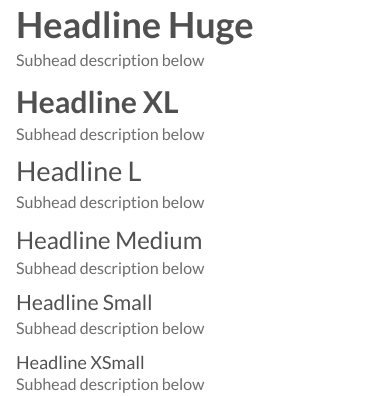 Headline Huge
Subhead description below
Headline XL
Subhead description below
Headline L
Subhead description below
Headline Medium
Subhead description below
Headline Small
Subhead description below
Headline XSmall
Subhead description below